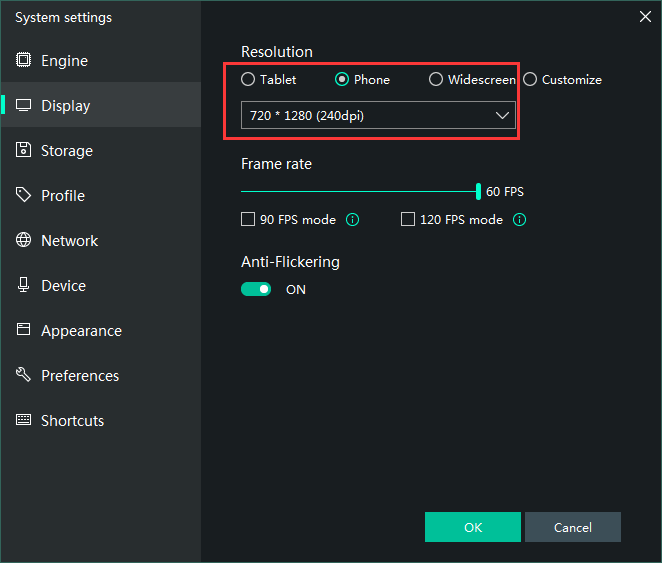 System settings
Engine
Display
Storage
Profile
Network
Device
Appearance
Preferences
Shortcuts
Resolution
Tablet Phone Widescreen Customize
720 * 1280 (240dpi)
Frame rate
60 FPS
90 FPS mode 120 FPS mode
Anti-Flickering
ON
OK Cancel